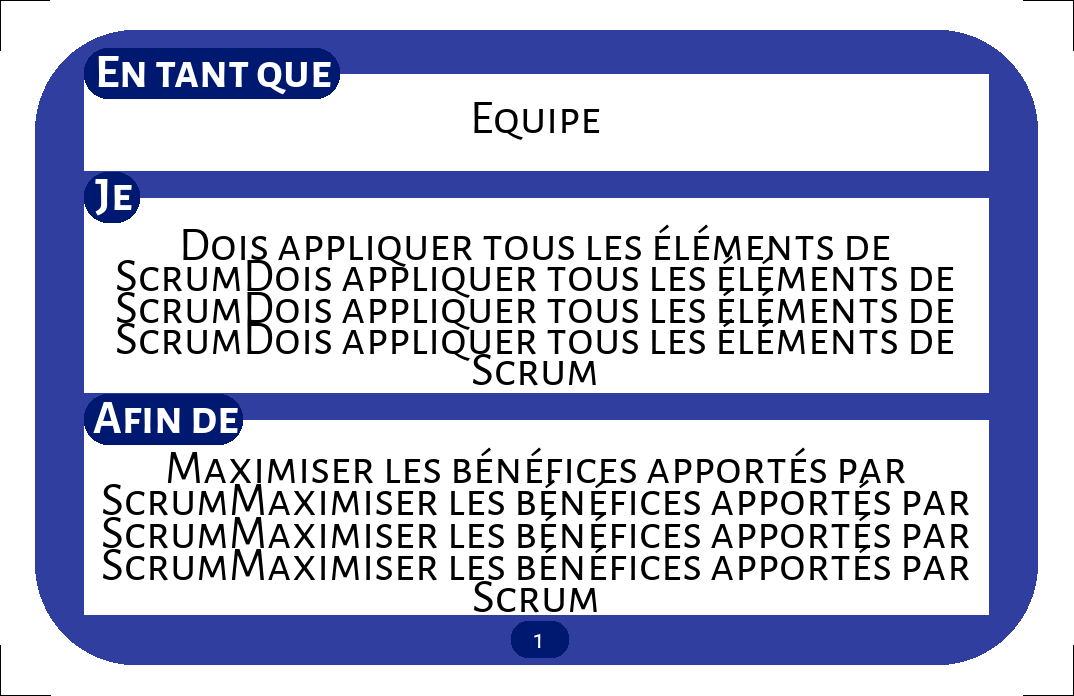 En tant que
Equipe
Je
Dois appliquer tous les éléments de
ScrumDois appliquer tous les éléments de
ScrumDois appliquer tous les éléments de
ScrumDois appliquer tous les éléments de
Scrum
Afin de
Maximiser les bénéfices apportés par
ScrumMaximiser les bénéfices apportés par
ScrumMaximiser les bénéfices apportés par
ScrumMaximiser les bénéfices apportés par
Scrum
1